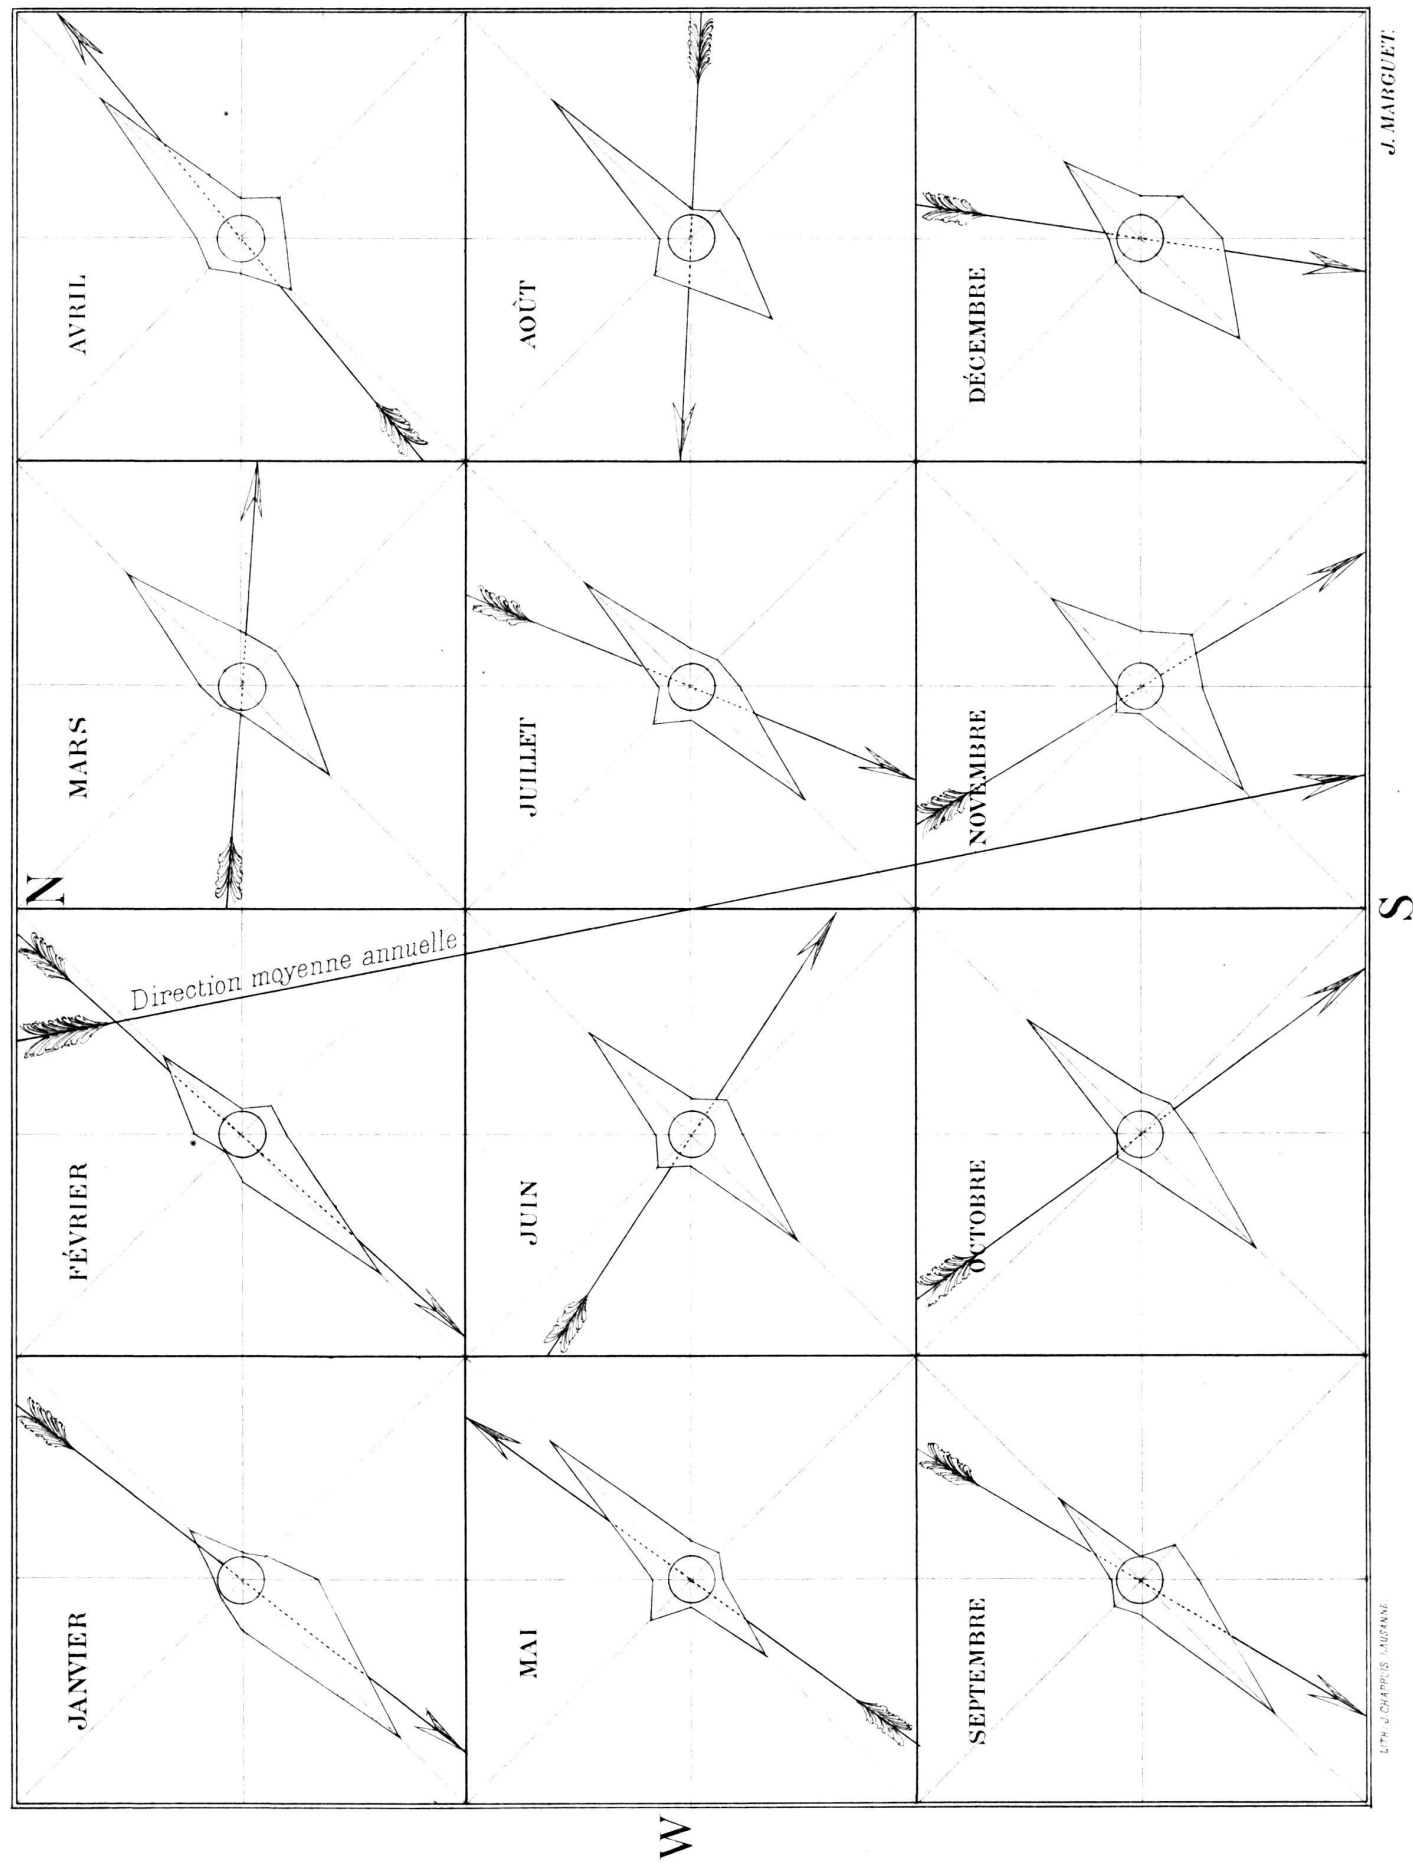 N
JANVIER
FÉVRIER
MARS
AVRIL
Direction moyenne annuelle
W
MAI
JUIN
JUILLET
AOÛT
SEPTEMBRE
OCTOBRE
NOVEMBRE
DÉCEMBRE
LITH. J. CHAPPUIS LAUSANNE.
S
J. MARGUET.